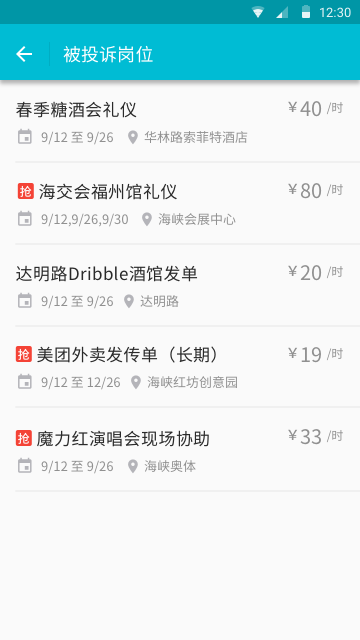 12:30
被投诉岗位
春季糖酒会礼仪 ¥40 /时
9/12 至 9/26 华林路索菲特酒店
抢 海交会福州馆礼仪 ¥80 /时
9/12,9/26,9/30 海峡会展中心
达明路Dribble酒馆发单 ¥20 /时
9/12 至 9/26 达明路
抢 美团外卖发传单（长期） ¥19 /时
9/12 至 12/26 海峡红坊创意园
抢 魔力红演唱会现场协助 ¥33 /时
9/12 至 9/26 海峡奥体